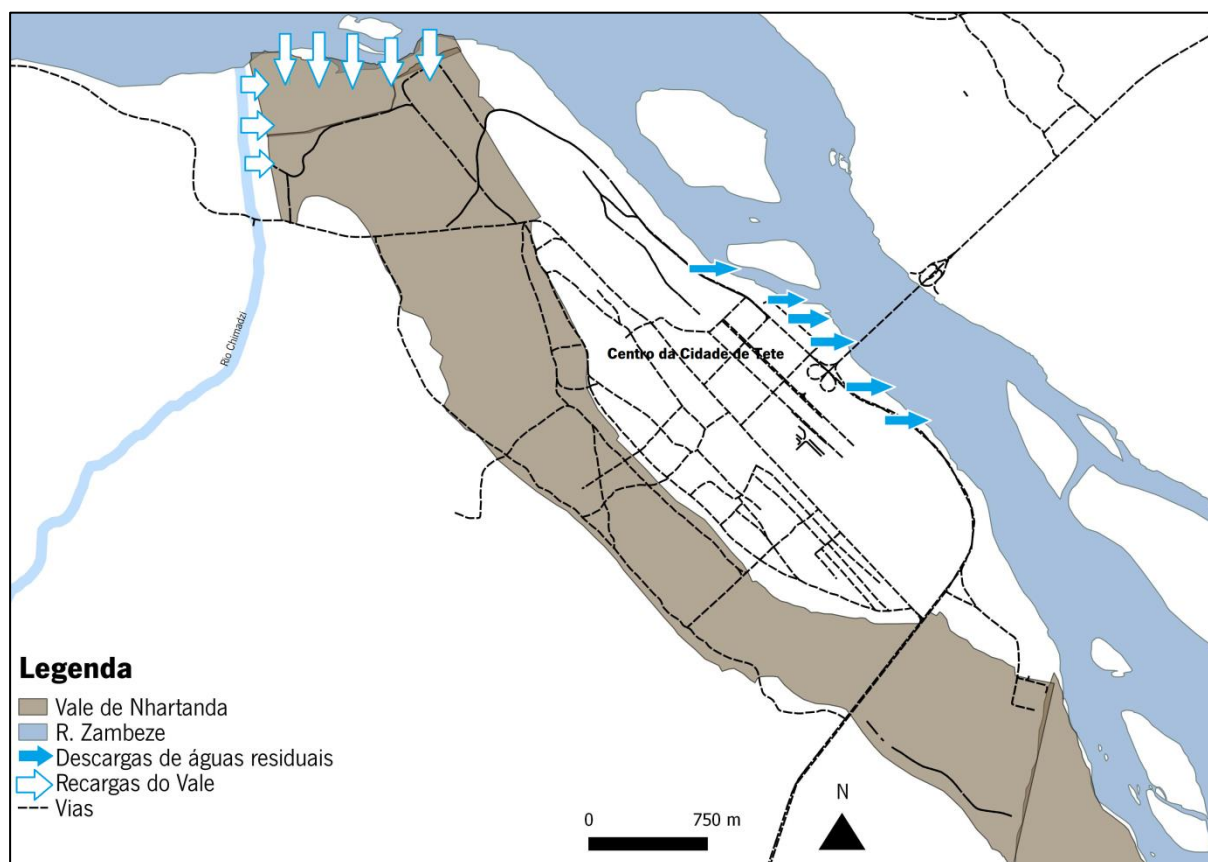 Rio Chimadzi
Centro da Cidade de Tete
Legenda
Vale de Nhartanda
R. Zambeze
Descargas de águas residuais
Recargas do Vale
Vias
0 750 m
N